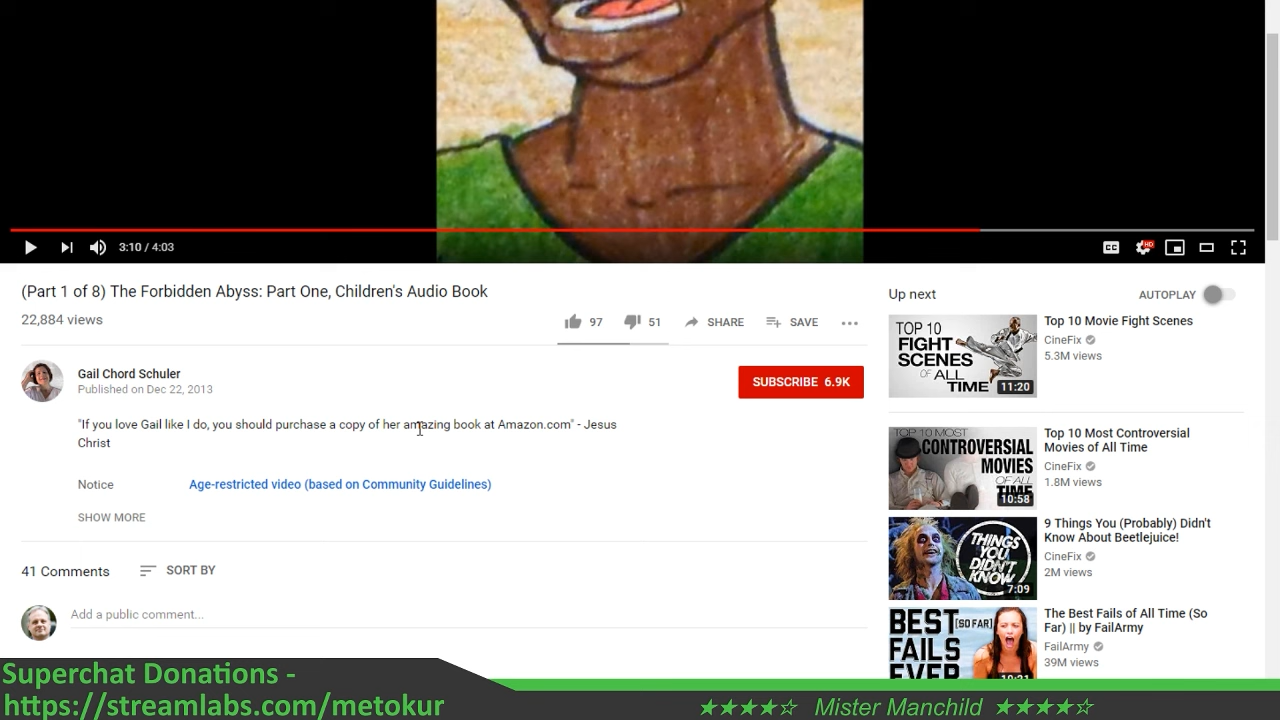 3:10 / 4:03
HD
(Part 1 of 8) The Forbidden Abyss: Part One, Children's Audio Book
22,884 views
97
51
SHARE
SAVE
Gail Chord Schuler
Published on Dec 22, 2013
SUBSCRIBE 6.9K
"If you love Gail like I do, you should purchase a copy of her amazing book at Amazon.com" - Jesus
Christ
Notice
Age-restricted video (based on Community Guidelines)
SHOW MORE
41 Comments
SORT BY
Add a public comment...
Up next
AUTOPLAY
TOP 10
FIGHT
SCENES
OF ALL
TIME
11:20
Top 10 Movie Fight Scenes
CineFix
5.3M views
TOP 10 MOST
CONTROVERSIAL
MOVIES
OF ALL
TIME
10:58
Top 10 Most Controversial
Movies of All Time
CineFix
1.8M views
THINGS
YOU
DIDN'T
KNOW
7:09
9 Things You (Probably) Didn't
Know About Beetlejuice!
CineFix
2M views
BEST [SO FAR]
FAILS
EVER
The Best Fails of All Time (So
Far) || by FailArmy
FailArmy
39M views
Superchat Donations -
https://streamlabs.com/metokur
★★★★☆ Mister Manchild ★★★★☆